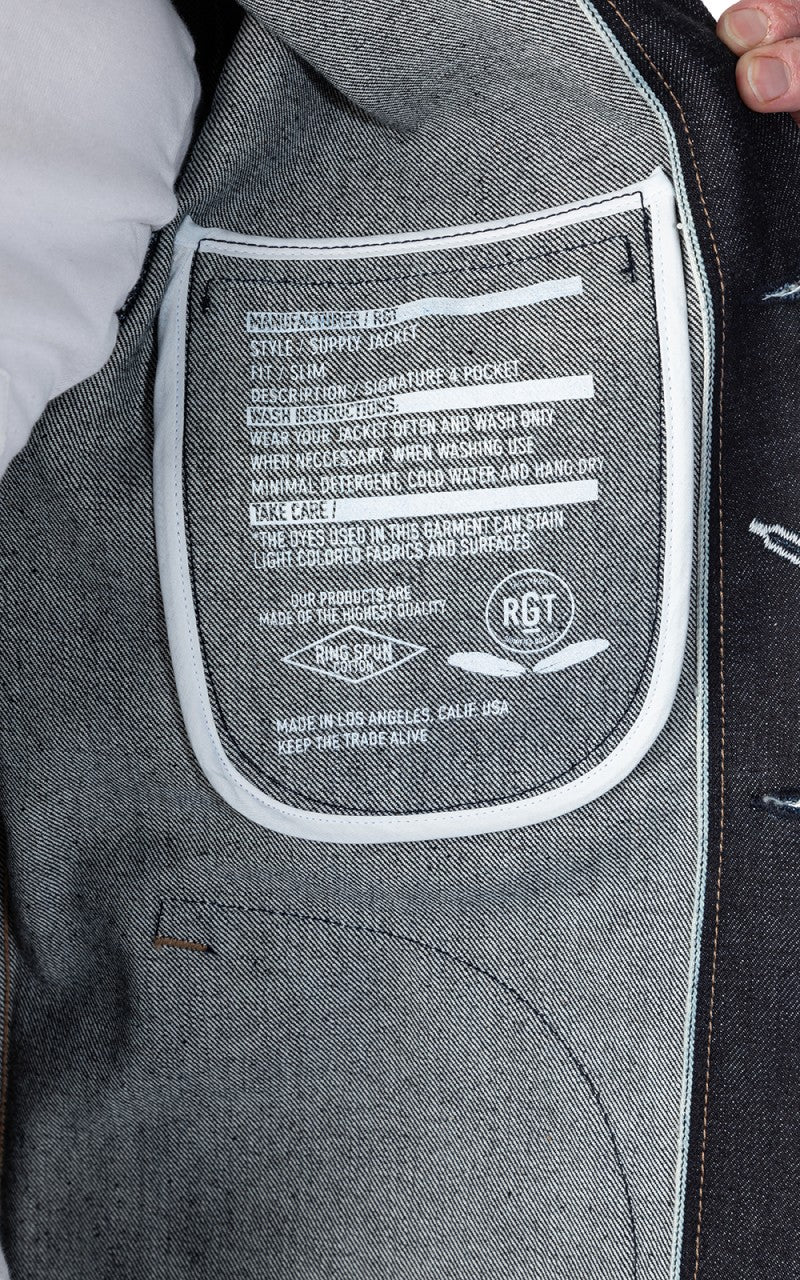 MANUFACTURER / RGT
STYLE / SUPPLY JACKET
FIT / SLIM
DESCRIPTION / SIGNATURE 4 POCKET
WASH INSTRUCTIONS:
WEAR YOUR JACKET OFTEN AND WASH ONLY
WHEN NECCESSARY. WHEN WASHING USE
MINIMAL DETERGENT, COLD WATER AND HANG DRY
TAKE CARE /
*THE DYES USED IN THIS GARMENT CAN STAIN
LIGHT COLORED FABRICS AND SURFACES
OUR PRODUCTS ARE
MADE OF THE HIGHEST QUALITY
RING SPUN
COTTON
RGT
MADE IN LOS ANGELES, CALIF. USA
KEEP THE TRADE ALIVE